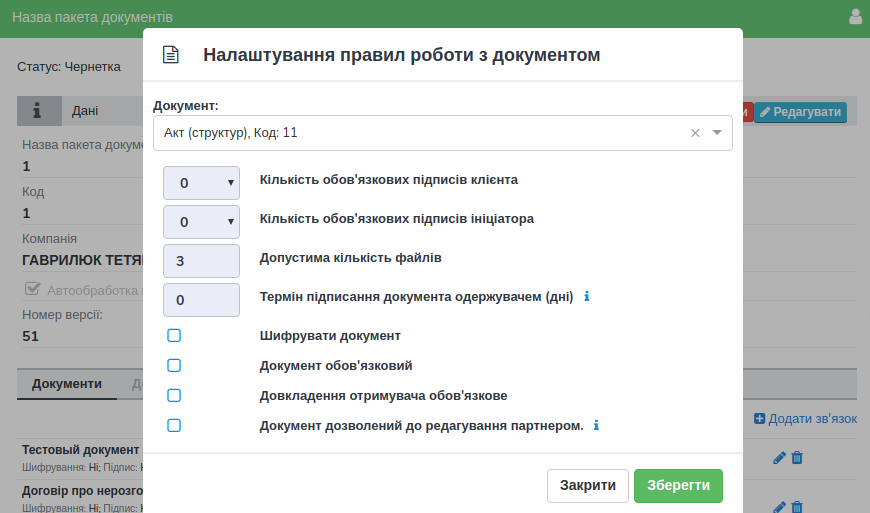 Назва пакета документів
Налаштування правил роботи з документом
Статус: Чернетка
Дані
Редагувати
Документ:
Акт (структур), Код: 11
Назва пакета
1
0
Кількість обов'язкових підписів клієнта
Код
1
0
Кількість обов'язкових підписів ініціатора
Компанія
ГАВРИЛЮК
3
Допустима кількість файлів
Автообработка
0
Термін підписання документа одержувачем (дні)
Номер версії:
51
Шифрувати документ
Документ обов'язковий
Документи
Довкладення отримувача обов'язкове
Додати зв'язок
Документ дозволений до редагування партнером.
Тестовый документ
Шифрування: Ні; Підпис:
Закрити
Зберегти
Договір про
Шифрування: Ні; Підпис: